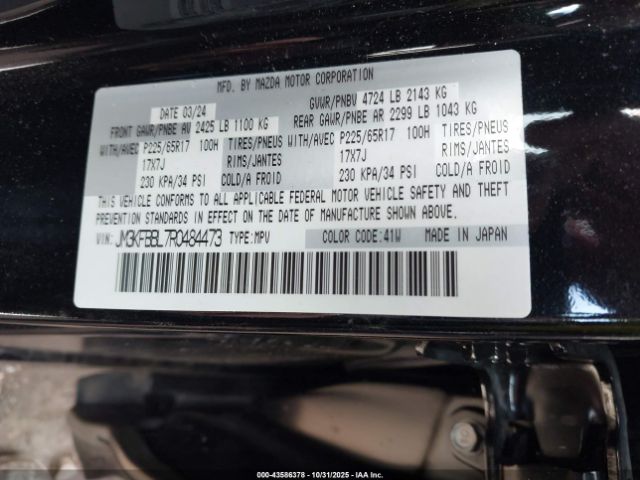 MFD. BY MAZDA MOTOR CORPORATION
DATE 03/24 GVWR/PNBV 4724 LB 2143 KG
FRONT GAWR/PNBE AV 2425 LB 1100 KG REAR GAWR/PNBE AR 2299 LB 1043 KG
WITH/AVEC P225/65R17 100H TIRES/PNEUS WITH/AVEC P225/65R17 100H TIRES/PNEUS
17X7J RIMS/JANTES 17X7J RIMS/JANTES
230 KPA/34 PSI COLD/A FROID 230 KPA/34 PSI COLD/A FROID
THIS VEHICLE CONFORMS TO ALL APPLICABLE FEDERAL MOTOR VEHICLE SAFETY AND THEFT
PREVENTION STANDARDS IN EFFECT ON THE DATE OF MANUFACTURE SHOWN ABOVE.
VIN: JM3KFBBL7R0484473 TYPE:MPV COLOR CODE:41W MADE IN JAPAN
000-43586378 - 10/31/2025 - IAA Inc.